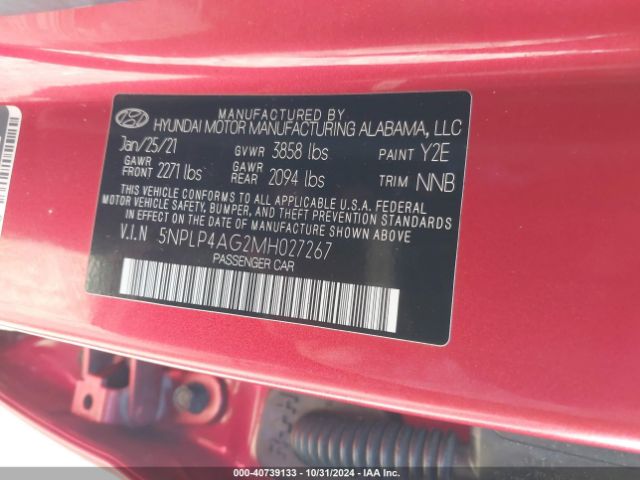 MANUFACTURED BY
HYUNDAI MOTOR MANUFACTURING ALABAMA, LLC
Jan/25/21 GVWR 3858 lbs PAINT Y2E
GAWR FRONT 2271 lbs GAWR REAR 2094 lbs TRIM NNB
THIS VEHICLE CONFORMS TO ALL APPLICABLE U.S.FEDERAL
MOTOR VEHICLE SAFETY, BUMPER, AND THEFT PREVENTION STANDARDS
IN EFFECT ON THE DATE OF MANUFACTURE SHOWN ABOVE.
V.I.N 5NPLP4AG2MH027267
PASSENGER CAR
000-40739133 - 10/31/2024 - IAA Inc.